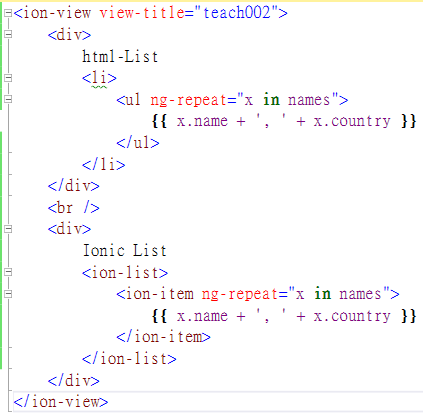 <ion-view view-title="teach002">
    <div>
        html-List
        <li>
            <ul ng-repeat="x in names">
                {{ x.name + ', ' + x.country }}
            </ul>
        </li>
    </div>
    <br />
    <div>
        Ionic List
        <ion-list>
            <ion-item ng-repeat="x in names">
                {{ x.name + ', ' + x.country }}
            </ion-item>
        </ion-list>
    </div>
</ion-view>